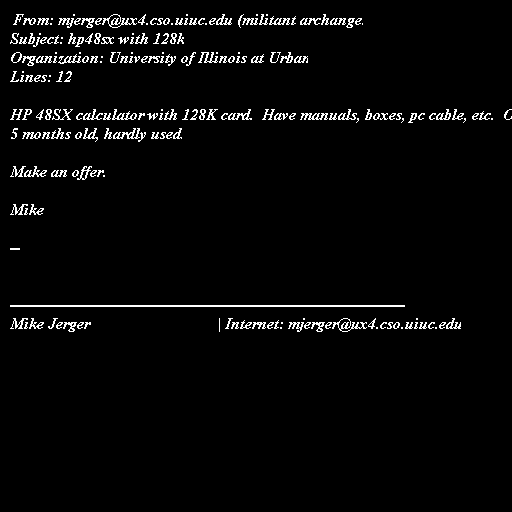 From: mjerger@ux4.cso.uiuc.edu (militant archange
Subject: hp48sx with 128k
Organization: University of Illinois at Urban
Lines: 12

HP 48SX calculator with 128K card.  Have manuals, boxes, pc cable, etc.  O
5 months old, hardly used.

Make an offer.

Mike

--

Mike Jerger | Internet: mjerger@ux4.cso.uiuc.edu